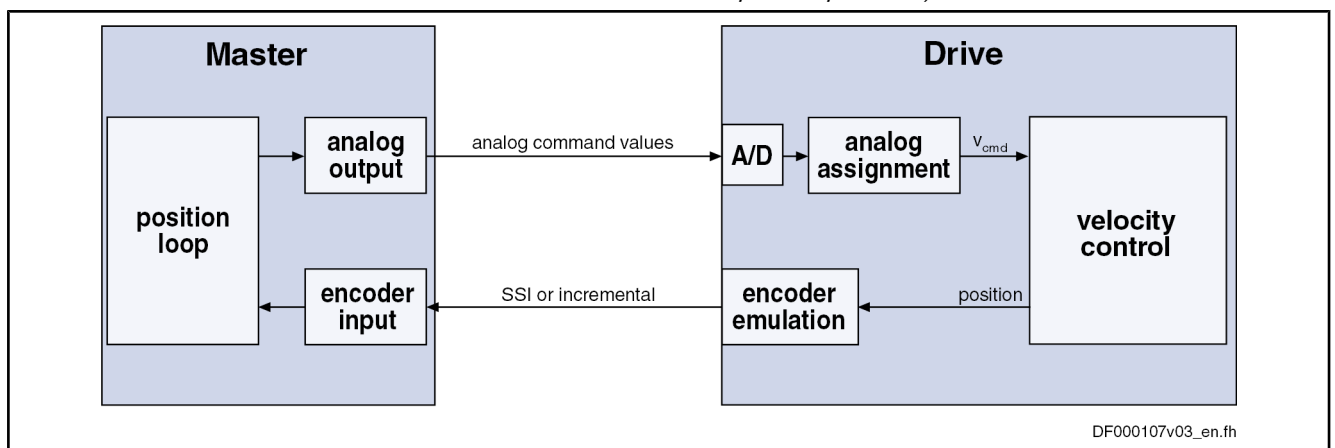 Master
Drive
position
loop
analog
output
analog command values
A/D
analog
assignment
vcmd
velocity
control
encoder
input
SSI or incremental
encoder
emulation
position
DF000107v03_en.fh